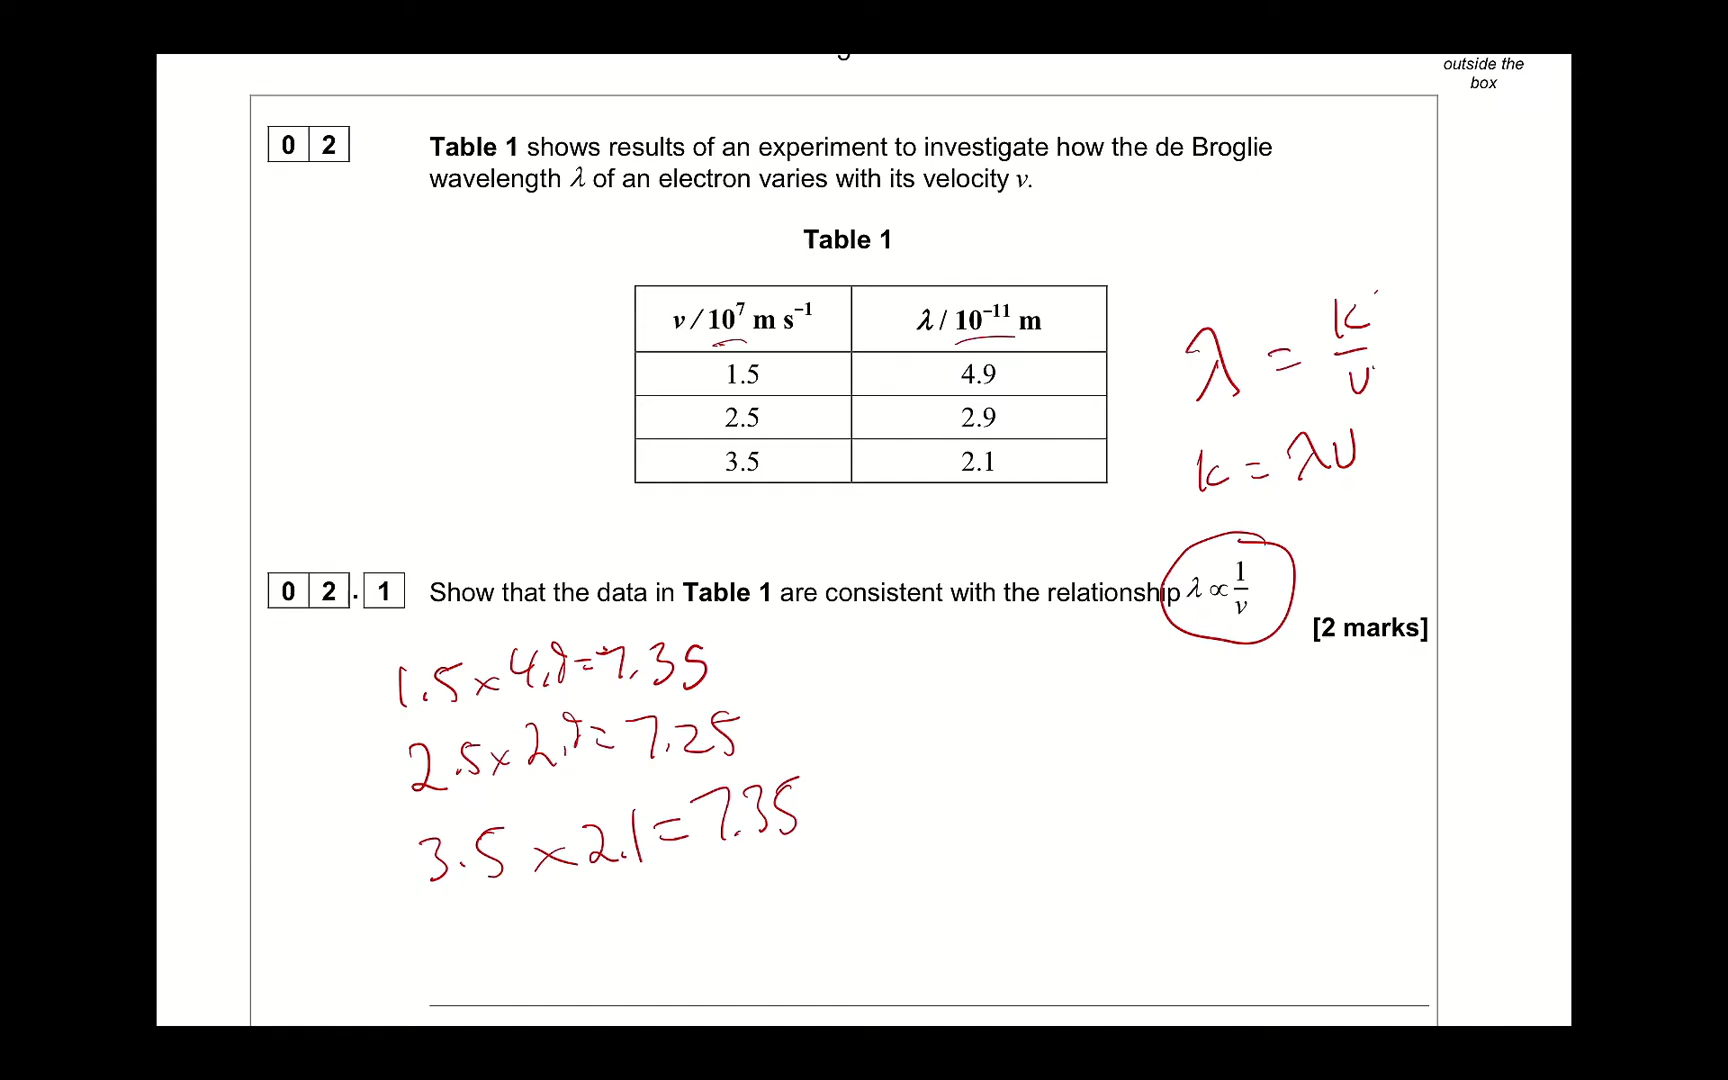 outside the
box
0 2
Table 1 shows results of an experiment to investigate how the de Broglie
wavelength λ of an electron varies with its velocity v.
Table 1
v / 10⁷ m s⁻¹ λ / 10⁻¹¹ m
1.5 4.9
2.5 2.9
3.5 2.1
λ = k/v
k = λv
0 2 . 1 Show that the data in Table 1 are consistent with the relationship λ ∝ 1/v
[2 marks]
1.5 × 4.9 = 7.35
2.5 × 2.9 = 7.25
3.5 × 2.1 = 7.35